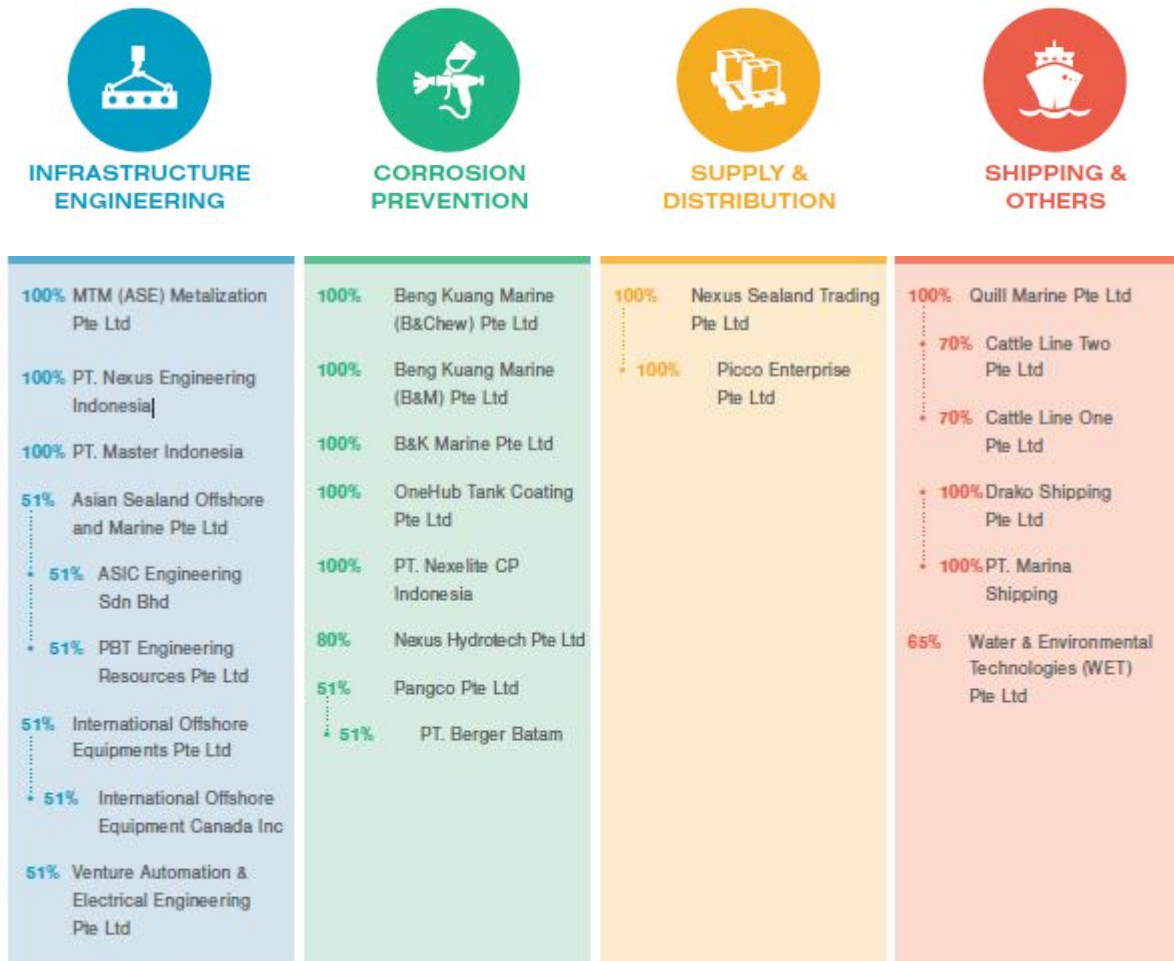 INFRASTRUCTURE
ENGINEERING
CORROSION
PREVENTION
SUPPLY &
DISTRIBUTION
SHIPPING &
OTHERS
100% MTM (ASE) Metalization
Pte Ltd
100% PT. Nexus Engineering
Indonesia
100% PT. Master Indonesia
51% Asian Sealand Offshore
and Marine Pte Ltd
51% ASIC Engineering
Sdn Bhd
51% PBT Engineering
Resources Pte Ltd
51% International Offshore
Equipments Pte Ltd
51% International Offshore
Equipment Canada Inc
51% Venture Automation &
Electrical Engineering
Pte Ltd
100% Beng Kuang Marine
(B&Chew) Pte Ltd
100% Beng Kuang Marine
(B&M) Pte Ltd
100% B&K Marine Pte Ltd
100% OneHub Tank Coating
Pte Ltd
100% PT. Nexelite CP
Indonesia
80% Nexus Hydrotech Pte Ltd
51% Pangco Pte Ltd
51% PT. Berger Batam
100% Nexus Sealand Trading
Pte Ltd
100% Picco Enterprise
Pte Ltd
100% Quill Marine Pte Ltd
70% Cattle Line Two
Pte Ltd
70% Cattle Line One
Pte Ltd
100% Drako Shipping
Pte Ltd
100% PT. Marina
Shipping
65% Water & Environmental
Technologies (WET)
Pte Ltd